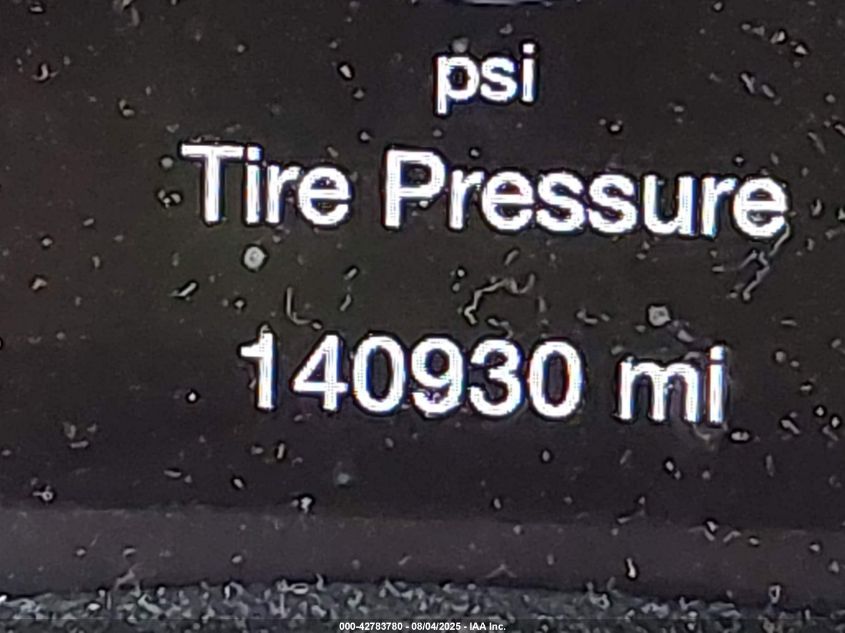 psi
Tire Pressure
140930 mi
000-42783780 - 08/04/2025 - IAA Inc.